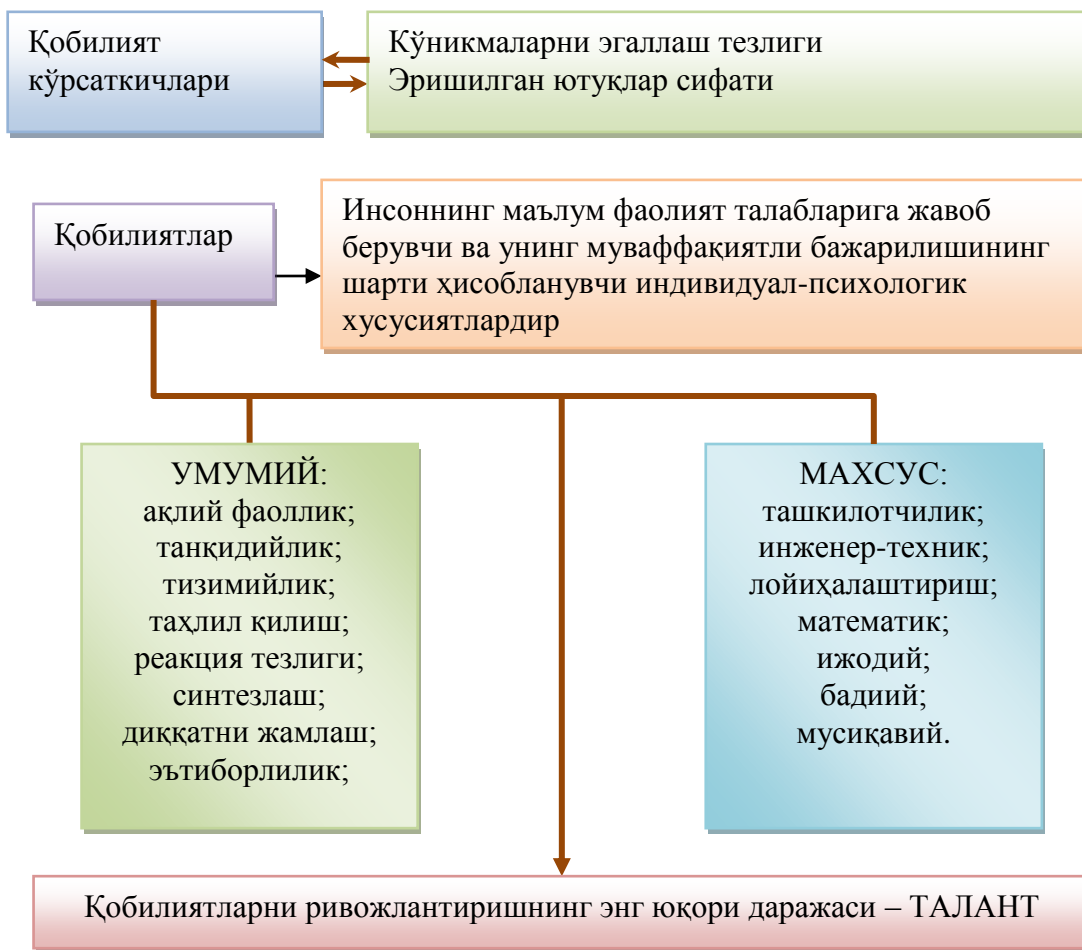 Қобилият
кўрсаткичлари
Кўникмаларни эгаллаш тезлиги
Эришилган ютуқлар сифати
Қобилиятлар
Инсоннинг маълум фаолият талабларига жавоб
берувчи ва унинг муваффақиятли бажарилишининг
шарти ҳисобланувчи индивидуал-психологик
хусусиятлардир
УМУМИЙ:
ақлий фаоллик;
танқидийлик;
тизимийлик;
таҳлил қилиш;
реакция тезлиги;
синтезлаш;
диққатни жамлаш;
эътиборлилик;
МАХСУС:
ташкилотчилик;
инженер-техник;
лойиҳалаштириш;
математик;
ижодий;
бадиий;
мусиқавий.
Қобилиятларни ривожлантиришнинг энг юқори даражаси – ТАЛАНТ